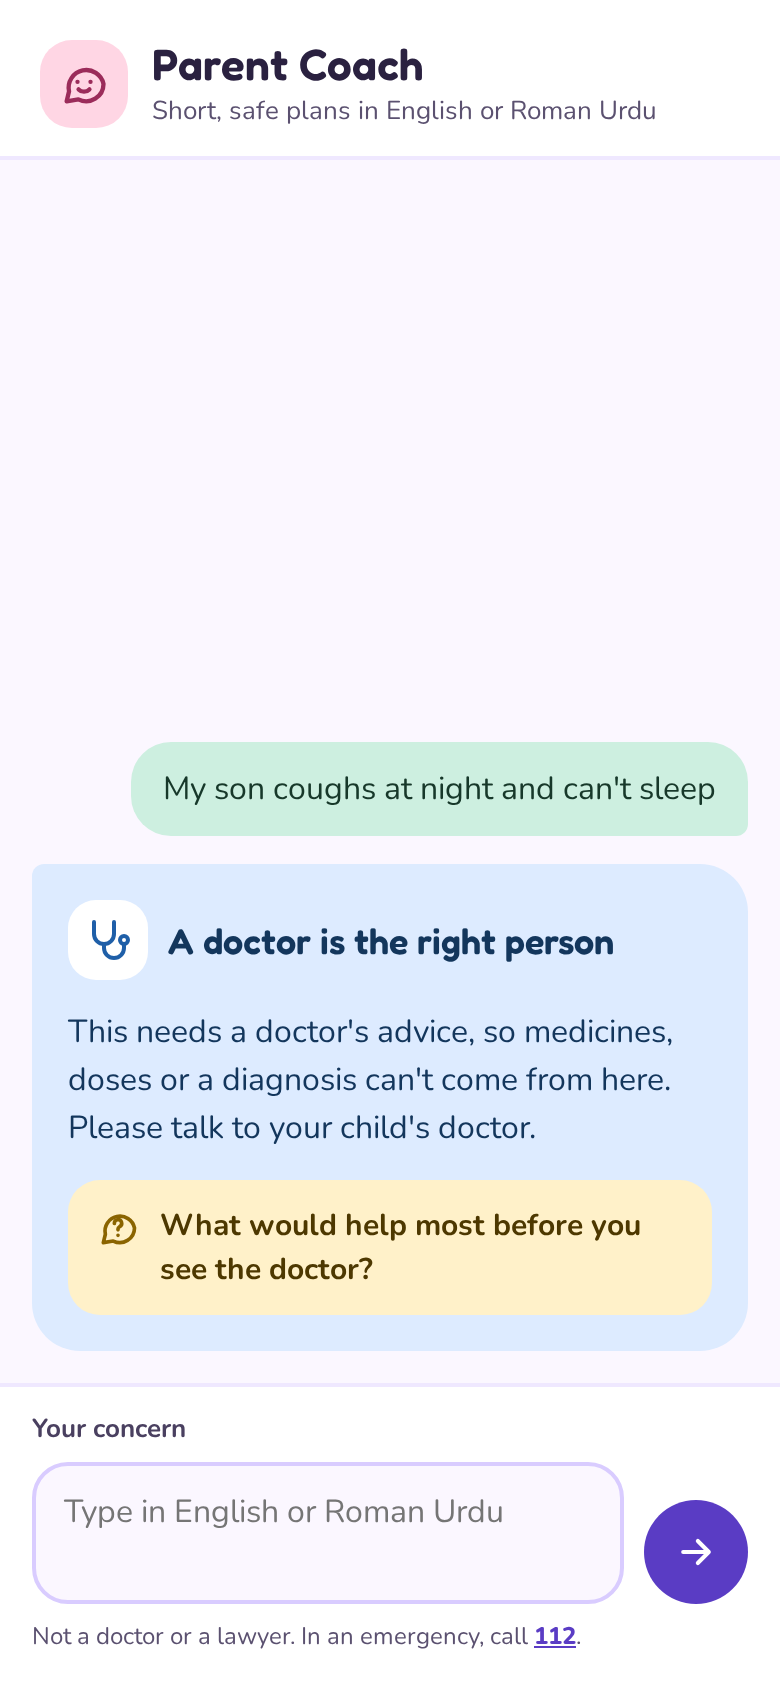 Parent Coach
Short, safe plans in English or Roman Urdu
My son coughs at night and can't sleep
A doctor is the right person
This needs a doctor's advice, so medicines,
doses or a diagnosis can't come from here.
Please talk to your child's doctor.
What would help most before you
see the doctor?
Your concern
Type in English or Roman Urdu
Not a doctor or a lawyer. In an emergency, call 112.